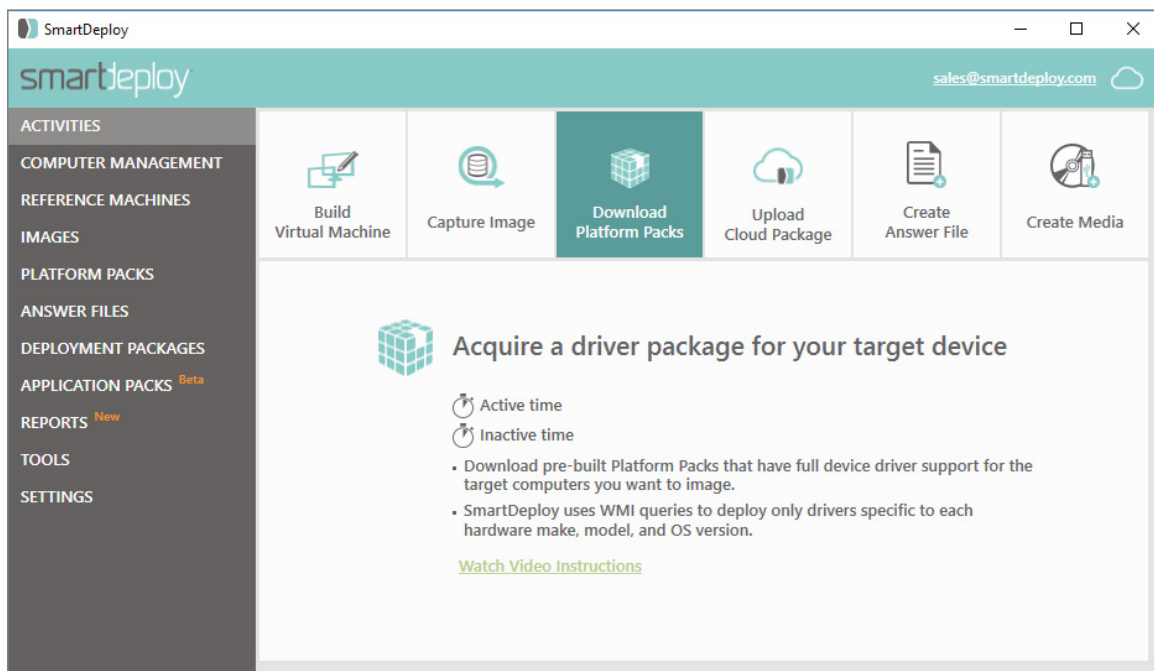 SmartDeploy
smartdeploy
sales@smartdeploy.com
ACTIVITIES
COMPUTER MANAGEMENT
REFERENCE MACHINES
IMAGES
PLATFORM PACKS
ANSWER FILES
DEPLOYMENT PACKAGES
APPLICATION PACKS Beta
REPORTS New
TOOLS
SETTINGS
Build
Virtual Machine
Capture Image
Download
Platform Packs
Upload
Cloud Package
Create
Answer File
Create Media
Acquire a driver package for your target device
Active time
Inactive time
▪ Download pre-built Platform Packs that have full device driver support for the
target computers you want to image.
▪ SmartDeploy uses WMI queries to deploy only drivers specific to each
hardware make, model, and OS version.
Watch Video Instructions